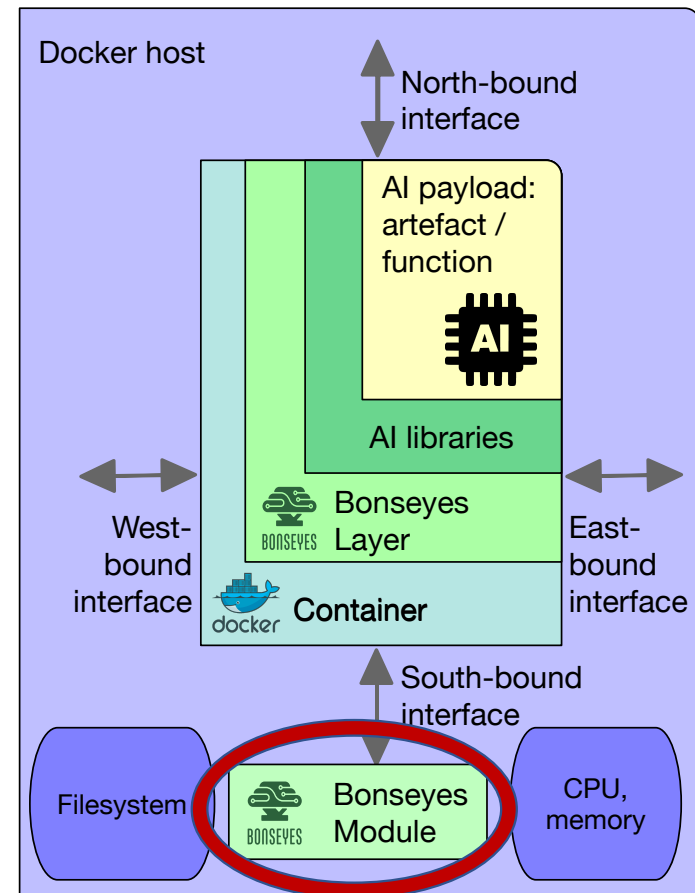 Docker host
North-bound
interface
AI payload:
artefact /
function
AI
AI libraries
West-
bound
interface
BONSEYES
Bonseyes
Layer
East-
bound
interface
docker
Container
South-bound
interface
Filesystem
BONSEYES
Bonseyes
Module
CPU,
memory